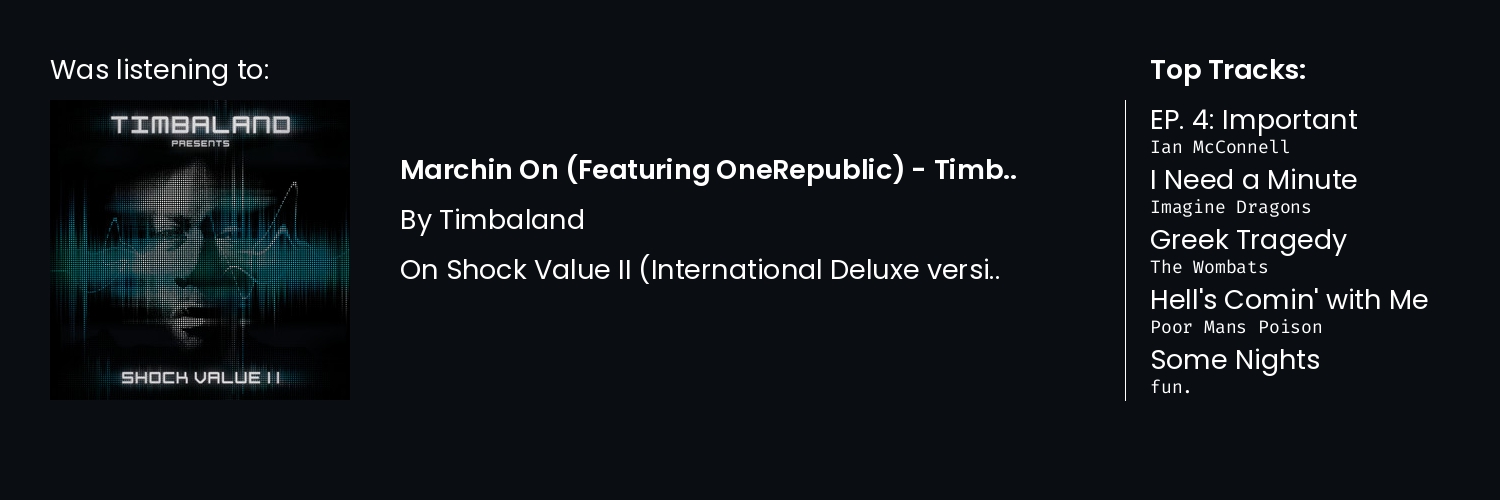 Was listening to:
TIMBALAND
PRESENTS
SHOCK VALUE II
Marchin On (Featuring OneRepublic) - Timb..
By Timbaland
On Shock Value II (International Deluxe versi..
Top Tracks:
EP. 4: Important
Ian McConnell
I Need a Minute
Imagine Dragons
Greek Tragedy
The Wombats
Hell's Comin' with Me
Poor Mans Poison
Some Nights
fun.